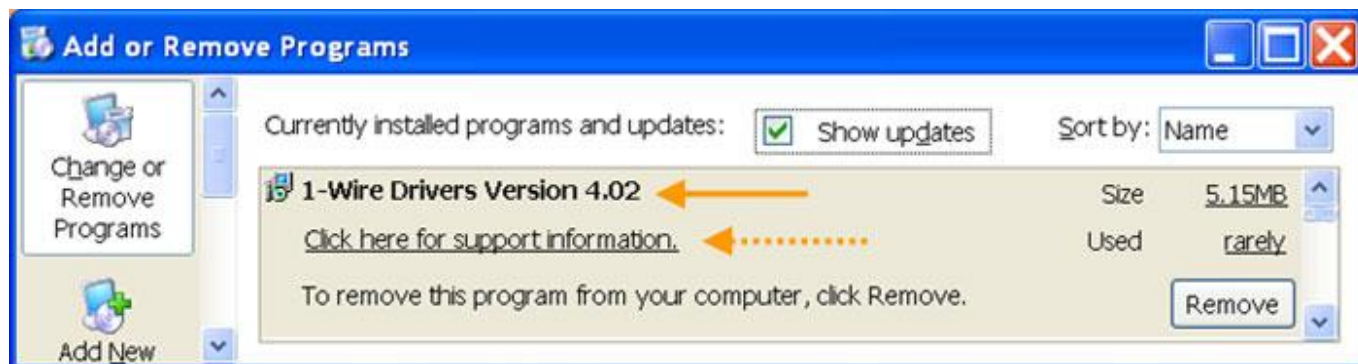 Add or Remove Programs
Change or
Remove
Programs
Add New
Currently installed programs and updates:
Show updates
Sort by: Name
1-Wire Drivers Version 4.02
Size 5.15MB
Click here for support information.
Used rarely
To remove this program from your computer, click Remove.
Remove